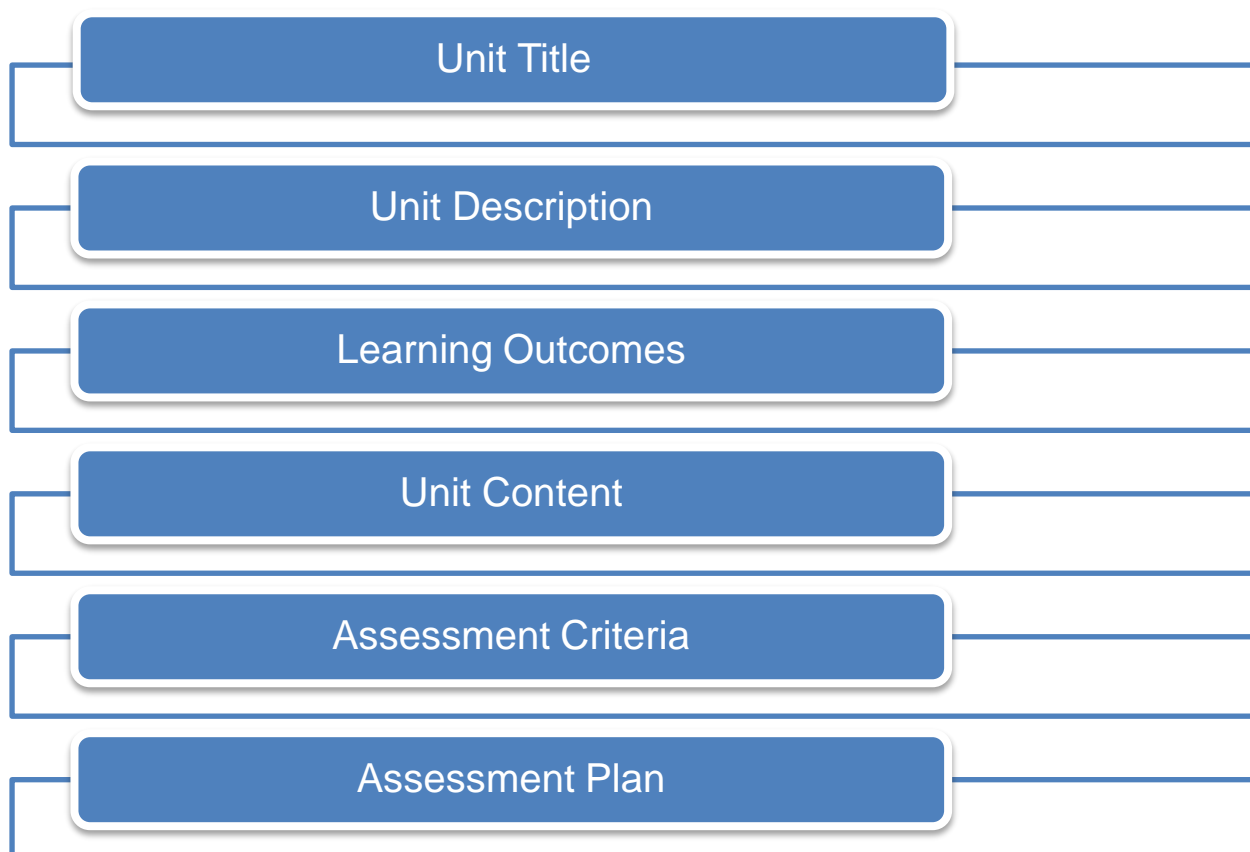 Unit Title
Unit Description
Learning Outcomes
Unit Content
Assessment Criteria
Assessment Plan